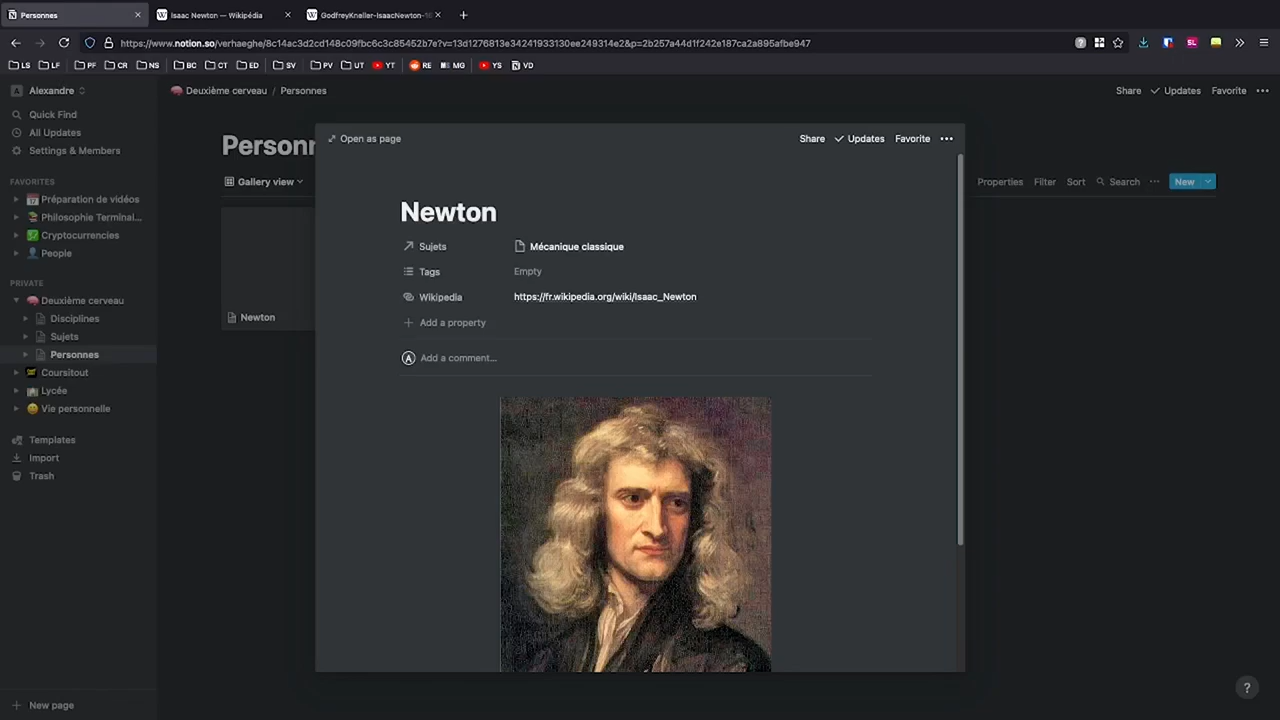 Personnes
Isaac Newton — Wikipédia
GodfreyKneller-IsaacNewton-16
https://www.notion.so/verhaeghe/8c14ac3d2cd148c09fbc6c3c85452b7e?v=13d1276813e34241933130ee249314e2&p=2b257a44d1f242e187ca2a895afbe947
LS LF PF CR NS BC CT ED SV PV UT YT RE MG YS VD
A Alexandre
Deuxième cerveau / Personnes
Share Updates Favorite
Quick Find
All Updates
Settings & Members
FAVORITES
Préparation de vidéos
Philosophie Terminal...
Cryptocurrencies
People
PRIVATE
Deuxième cerveau
Disciplines
Sujets
Personnes
Coursitout
Lycée
Vie personnelle
Templates
Import
Trash
New page
Personn
Gallery view
Properties Filter Sort Search New
Newton
Open as page
Share Updates Favorite
Newton
Sujets Mécanique classique
Tags Empty
Wikipedia https://fr.wikipedia.org/wiki/Isaac_Newton
Add a property
A Add a comment...
?